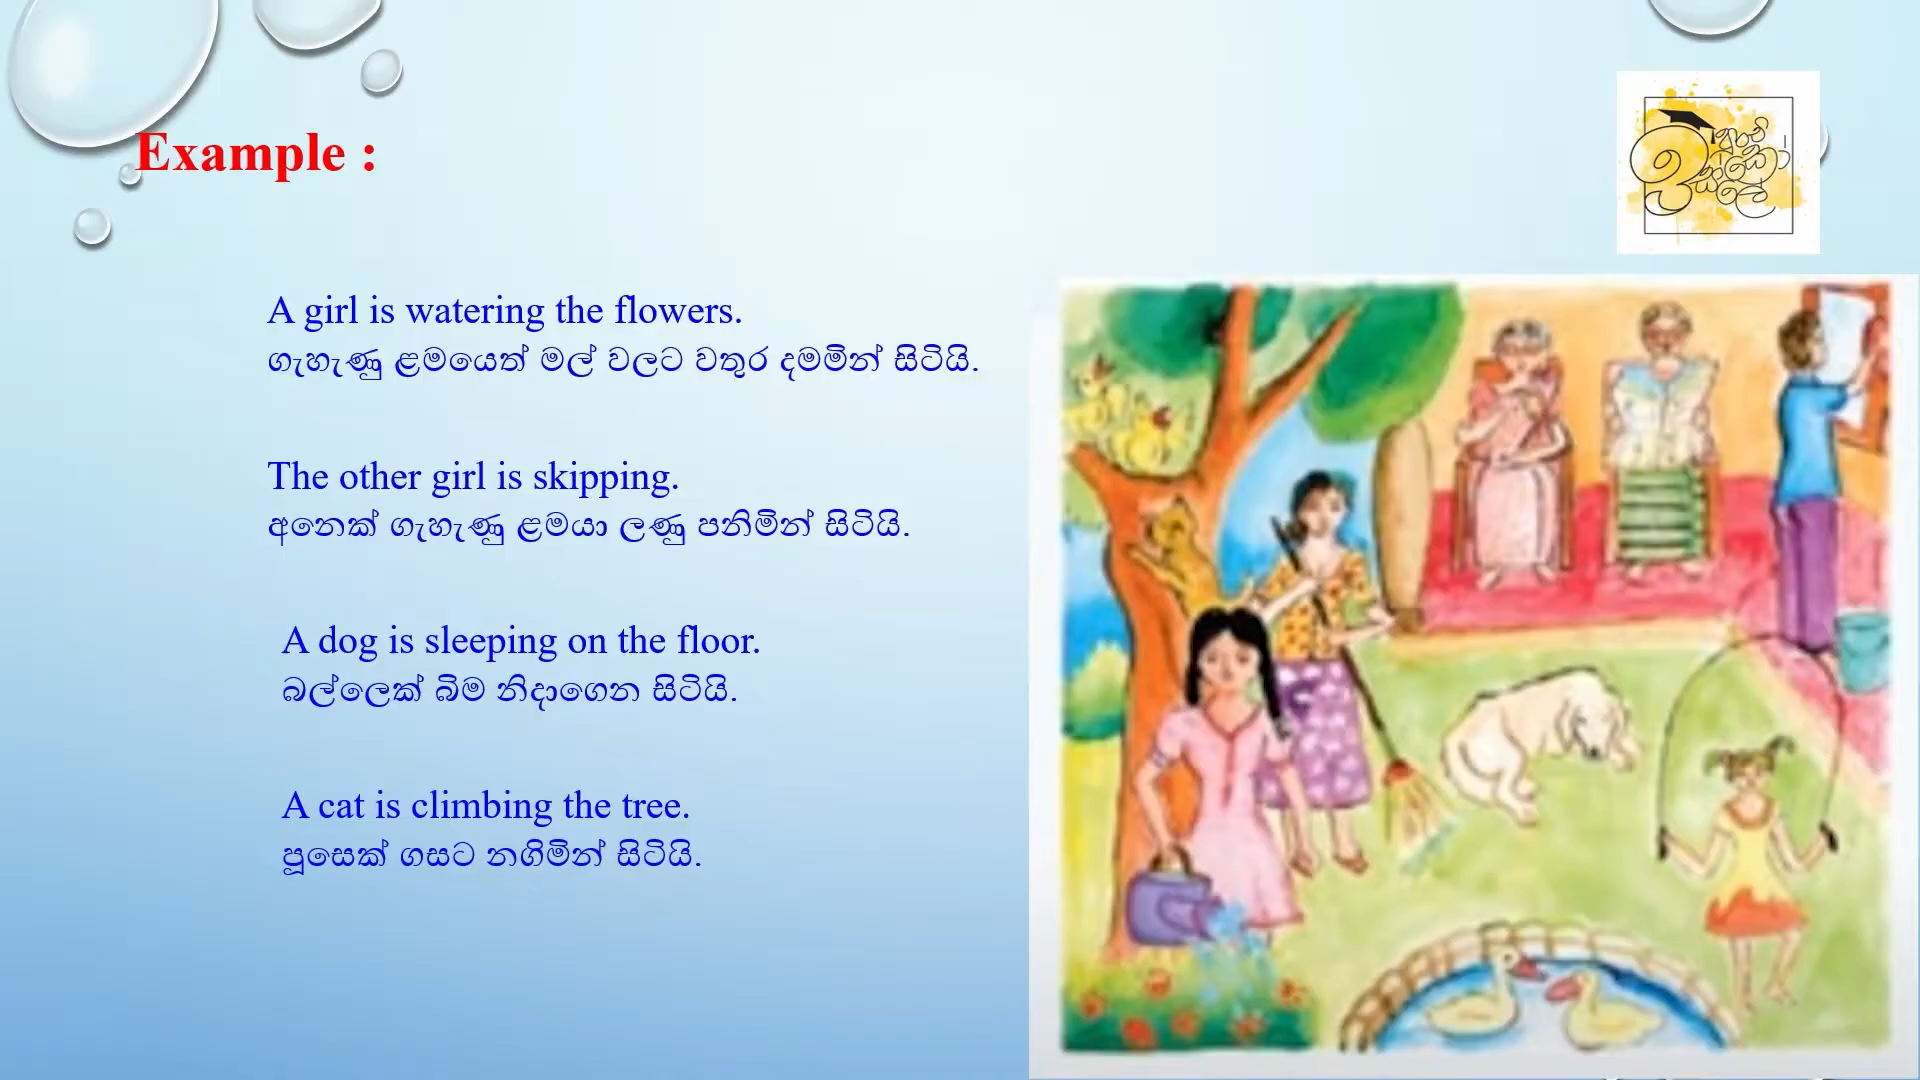 Example :
A girl is watering the flowers.
ගැහැණු ළමයෙත් මල් වලට වතුර දමමින් සිටියි.
The other girl is skipping.
අනෙක් ගැහැණු ළමයා ලණු පනිමින් සිටියි.
A dog is sleeping on the floor.
බල්ලෙක් බිම නිදාගෙන සිටියි.
A cat is climbing the tree.
පූසෙක් ගසට නගිමින් සිටියි.